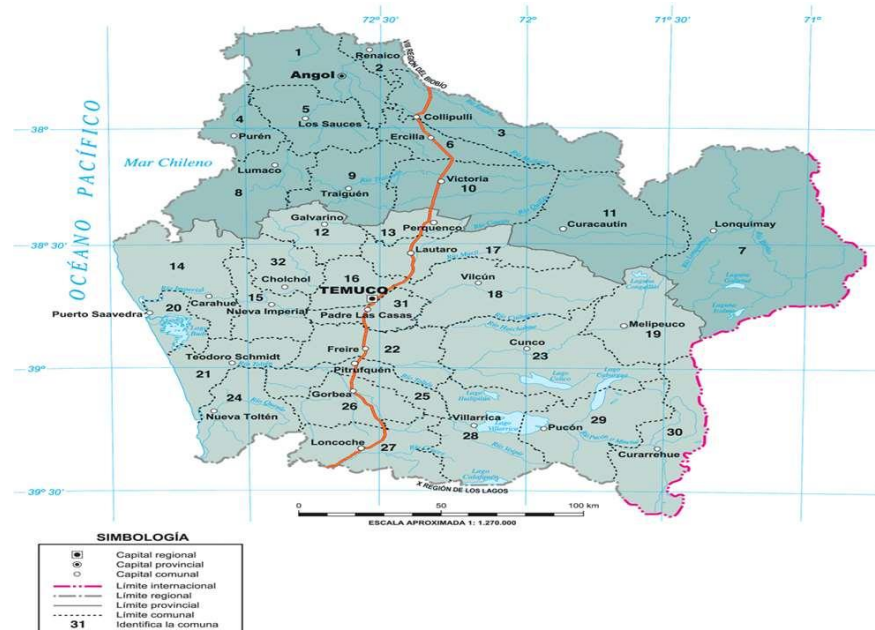 72° 30'
72°
71° 30'
71°
1
Renaico
2
VIII REGIÓN DEL BIOBÍO
Angol
OCÉANO PACÍFICO
5
4
Los Sauces
Collipulli
3
38°
Purén
Ercilla
6
Mar Chileno
Lumaco
9
Victoria
8
Traiguén
10
11
Galvarino
Perquenco
Curacautín
Lonquimay
12
13
38° 30'
Lautaro
17
7
14
32
16
Vilcún
Cholchol
TEMUCO
18
15
31
20
Carahue
Nueva Imperial
Padre Las Casas
Puerto Saavedra
Melipeuco
19
Freire
22
Cunco
23
Teodoro Schmidt
39°
Pitrufquén
21
Gorbea
25
24
26
Lago
Colico
Villarrica
29
Nueva Toltén
Lago
Villarrica
Pucón
30
Loncoche
27
28
Curarrehue
Lago
39° 30'
X REGIÓN DE LOS LAGOS
0
50
100 km
ESCALA APROXIMADA 1: 1.270.000
SIMBOLOGÍA
Capital regional
Capital provincial
Capital comunal
Límite internacional
Límite regional
Límite provincial
Límite comunal
31
Identifica la comuna